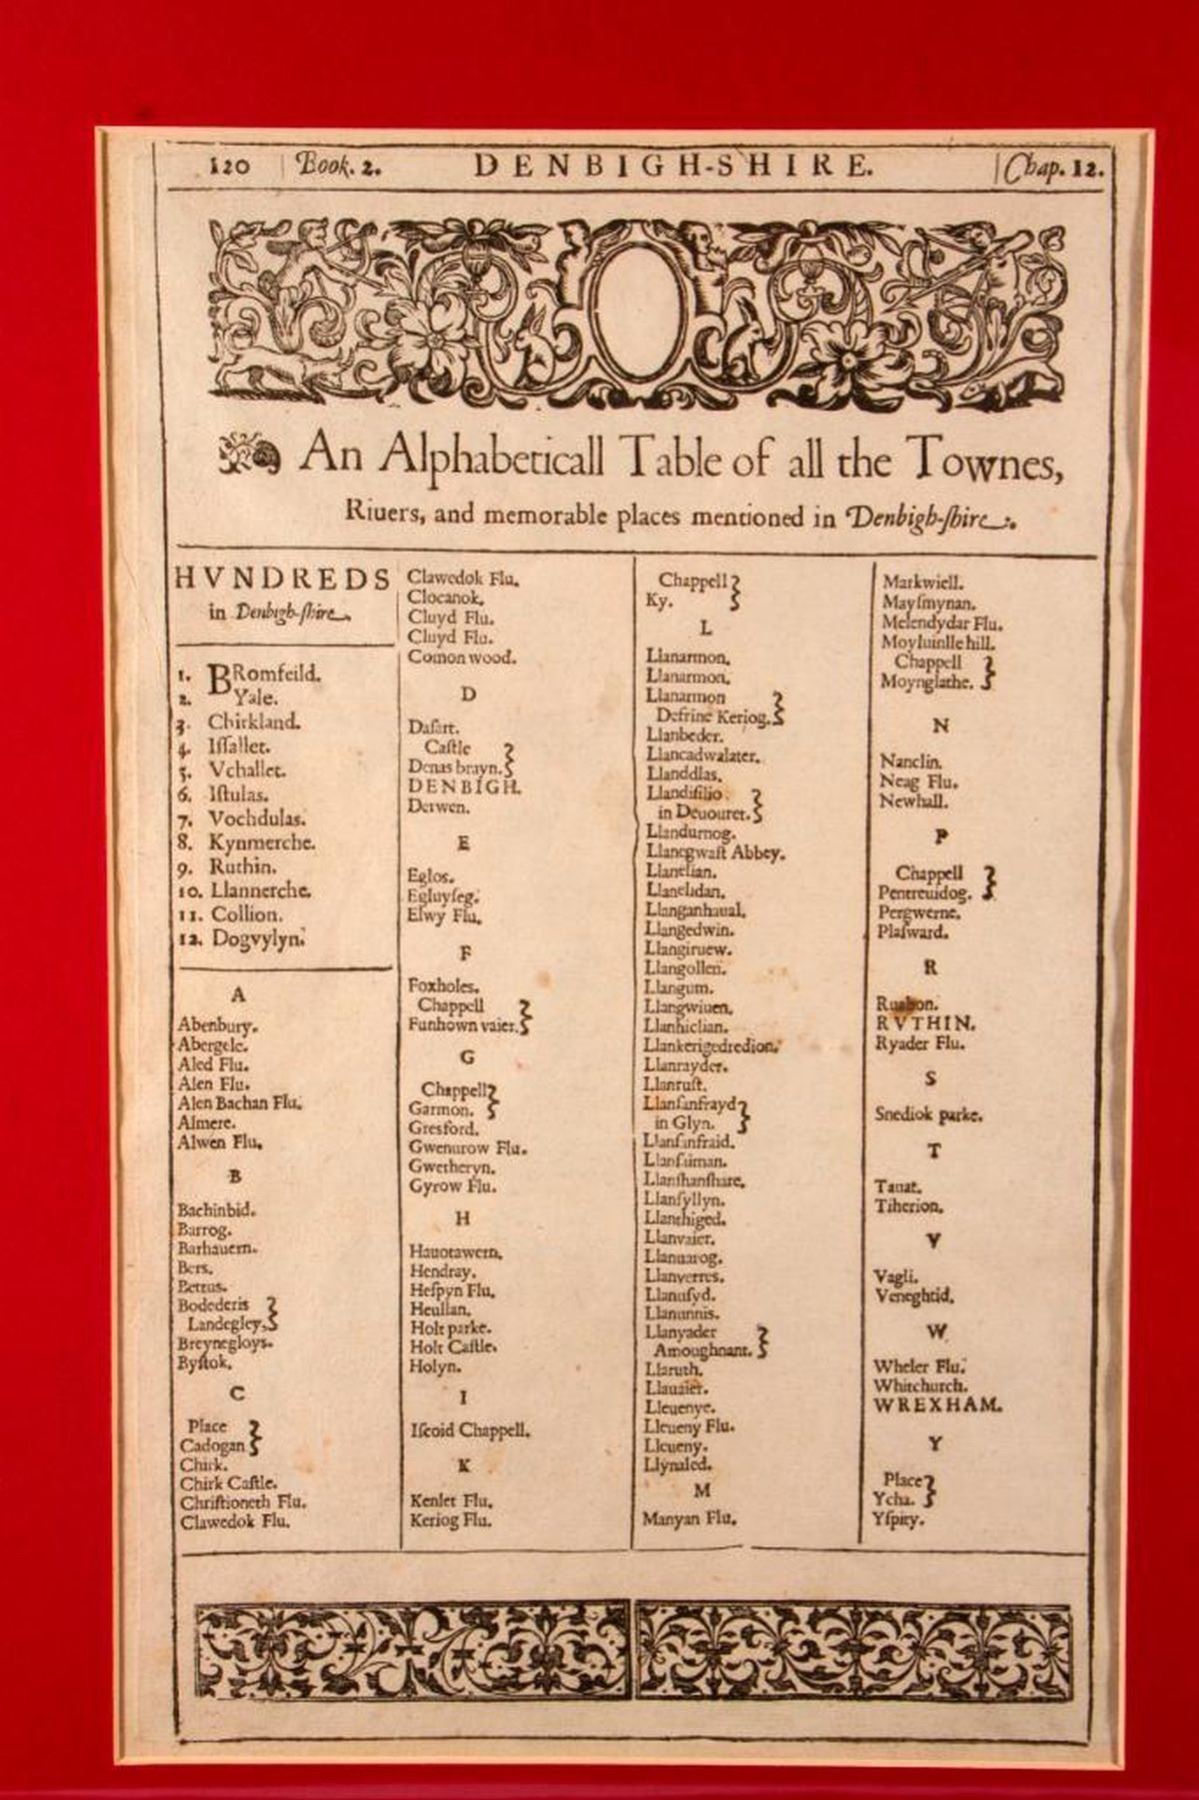 120 Book. 2. DENBIGH-SHIRE. Chap. 12.
An Alphabeticall Table of all the Townes,
Riuers, and memorable places mentioned in Denbigh-ſhire.
HVNDREDS
in Denbigh-ſhire
1. BRomfeild.
2. Yale.
3. Chirkland.
4. Iſſallet.
5. Vchallet.
6. Iſtulas.
7. Vochdulas.
8. Kynmerche.
9. Ruthin.
10. Llannerche.
11. Collion.
12. Dogvylyn.
A
Abenbury.
Abergele.
Aled Flu.
Alen Flu.
Alen Bachan Flu.
Almere.
Alwen Flu.
B
Bachinbid.
Barrog.
Barhauern.
Bers.
Bettus.
Bodederis
Landegley,
Breynegloys.
Byſtok.
C
Place
Cadogan
Chirk.
Chirk Caſtle.
Chriſtioneth Flu.
Clawedok Flu.
Clawedok Flu.
Clocanok.
Cluyd Flu.
Cluyd Flu.
Comon wood.
D
Daſart.
Caſtle
Denas brayn.
DENBIGH.
Derwen.
E
Eglos.
Egluyſeg.
Elwy Flu.
F
Foxholes.
Chappell
Funhown vaier.
G
Chappell
Garmon.
Gresford.
Gwenurow Flu.
Gwetheryn.
Gyrow Flu.
H
Hauotawern.
Hendray.
Heſpyn Flu.
Heullan.
Holt parke.
Holt Caſtle.
Holyn.
I
Iſcoid Chappell.
K
Kenlet Flu.
Keriog Flu.
Chappell
Ky.
L
Llanarmon.
Llanarmon.
Llanarmon
Defrine Keriog.
Llanbeder.
Llancadwalater.
Llanddlas.
Llandiſilio
in Deuouret.
Llandurnog.
Llanegwaſt Abbey.
Llanelian.
Llanelidan.
Llanganhaual.
Llangedwin.
Llangiruew.
Llangollen.
Llangum.
Llangwiuen.
Llanhiclian.
Llankerigedredion.
Llanrayder.
Llanruſt.
Llanſanfrayd
in Glyn.
Llanſanfraid.
Llanſanan.
Llanſhanſhare.
Llanſyllyn.
Llanthiged.
Llanvaier.
Llanuarog.
Llanverres.
Llanufyd.
Llanunnis.
Llanyader
Amoughnant.
Llaruth.
Llauaier.
Lleuenye.
Lleueny Flu.
Lleueny.
Llynaled.
M
Manyan Flu.
Markwiell.
Mayſmynan.
Melendydar Flu.
Moyluinlle hill.
Chappell
Moynglathe.
N
Nanclin.
Neag Flu.
Newhall.
P
Chappell
Pentreuidog.
Pergwerne.
Plaſward.
R
Ruabon.
RVTHIN.
Ryader Flu.
S
Snediok parke.
T
Tanat.
Tiherion.
V
Vagli.
Veneghtid.
W
Wheler Flu.
Whitchurch.
WREXHAM.
Y
Place
Ycha.
Yſpity.